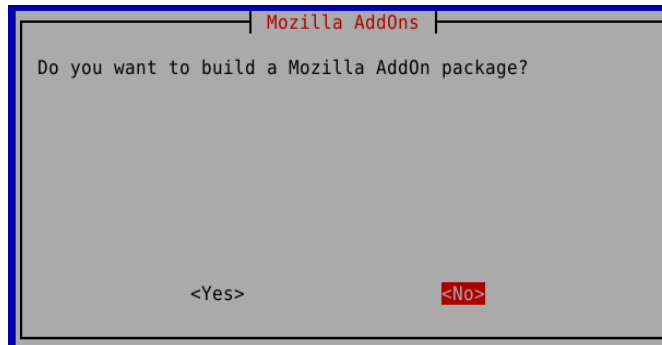 Mozilla AddOns
Do you want to build a Mozilla AddOn package?
<Yes> <No>